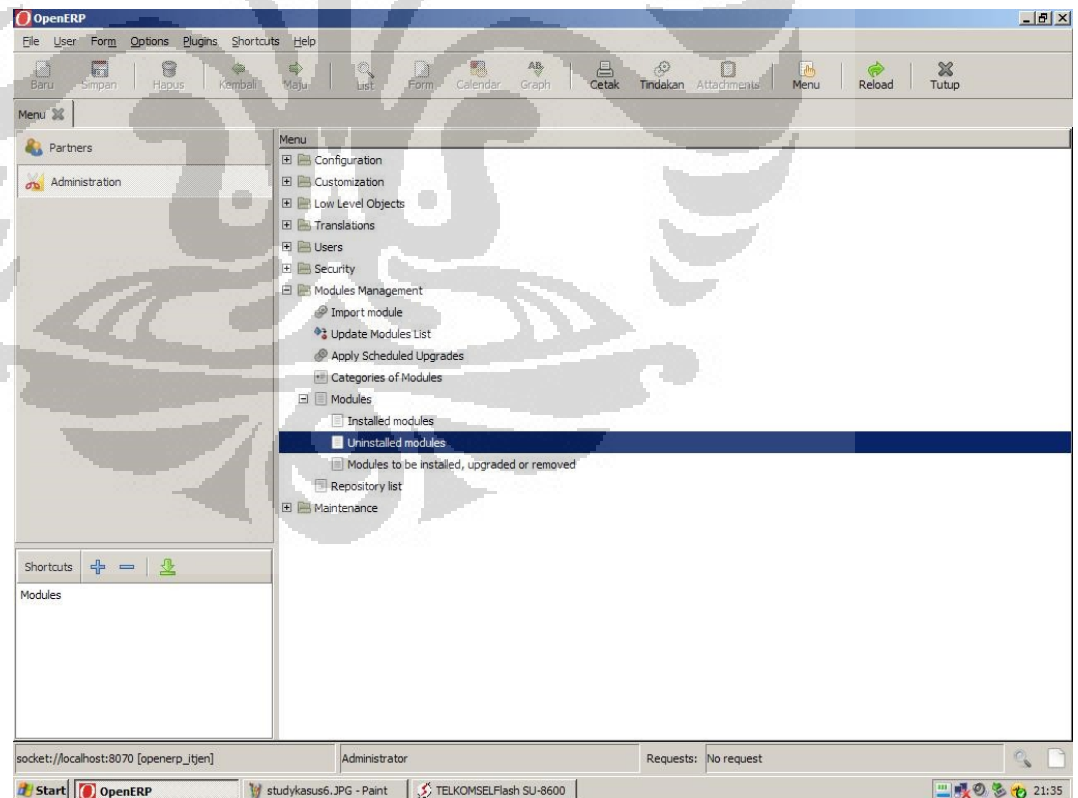 OpenERP
File User Form Options Plugins Shortcuts Help
Baru Simpan Hapus Kembali Maju List Form Calendar Graph Cetak Tindakan Attachments Menu Reload Tutup
Menu
Partners
Administration
Menu
Configuration
Customization
Low Level Objects
Translations
Users
Security
Modules Management
Import module
Update Modules List
Apply Scheduled Upgrades
Categories of Modules
Modules
Installed modules
Uninstalled modules
Modules to be installed, upgraded or removed
Repository list
Maintenance
Shortcuts
Modules
socket://localhost:8070 [openerp_itjen] Administrator Requests: No request
Start OpenERP studykasus6.JPG - Paint TELKOMSELFlash SU-8600 21:35